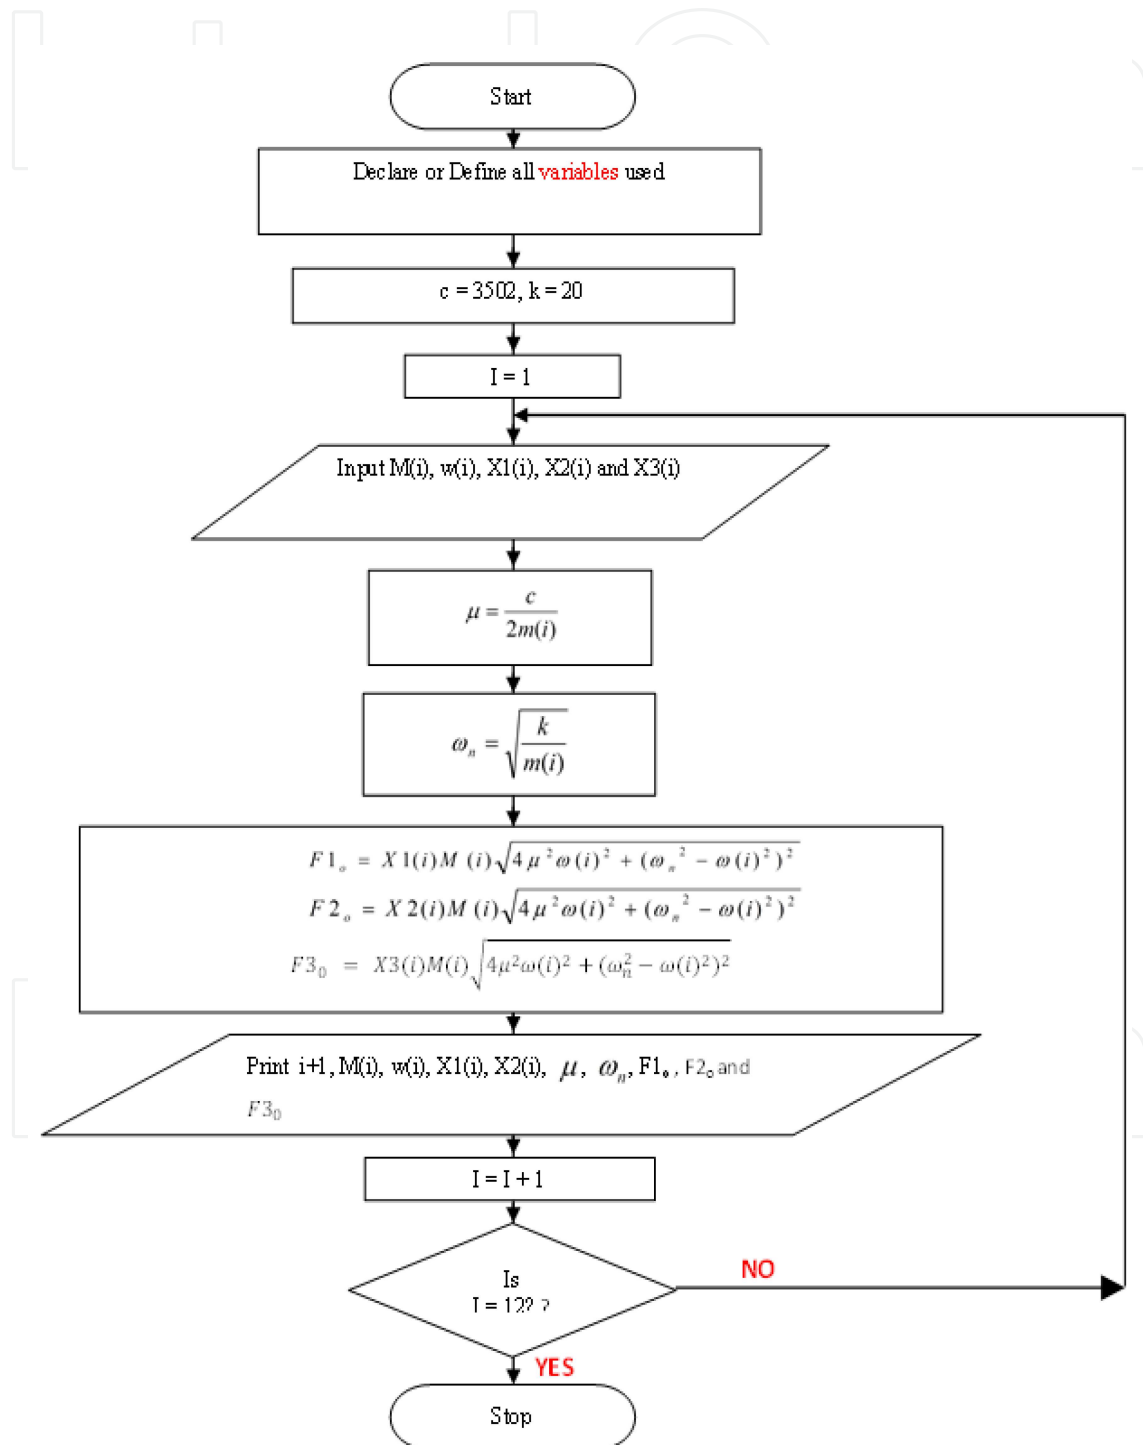 Start
Declare or Define all variables used
c = 3502, k = 20
I = 1
Input M(i), w(i), X1(i), X2(i) and X3(i)
μ = c / 2m(i)
ωₙ = √(k / m(i))
F1ₒ = X1(i)M (i)√(4μ²ω(i)² + (ωₙ² − ω(i)²)²)
F2ₒ = X2(i)M (i)√(4μ²ω(i)² + (ωₙ² − ω(i)²)²)
F3₀ = X3(i)M(i)√(4μ²ω(i)² + (ωₙ² − ω(i)²)²)
Print i+1, M(i), w(i), X1(i), X2(i), μ, ωₙ, F1ₒ, F2ₒ and
F3₀
I = I + 1
Is
I = 12? ?
NO
YES
Stop